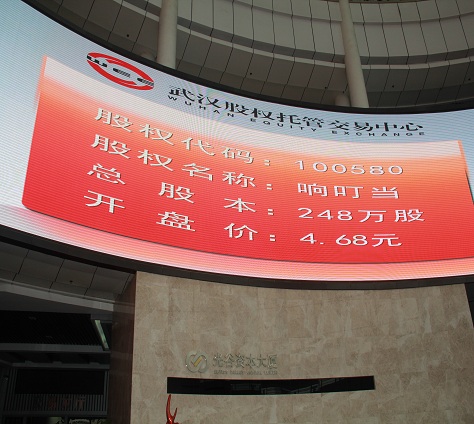 武汉股权托管交易中心
WUHAN EQUITY EXCHANGE
股权代码：100580
股权名称：响叮当
总股本：248万股
开盘价：4.68元